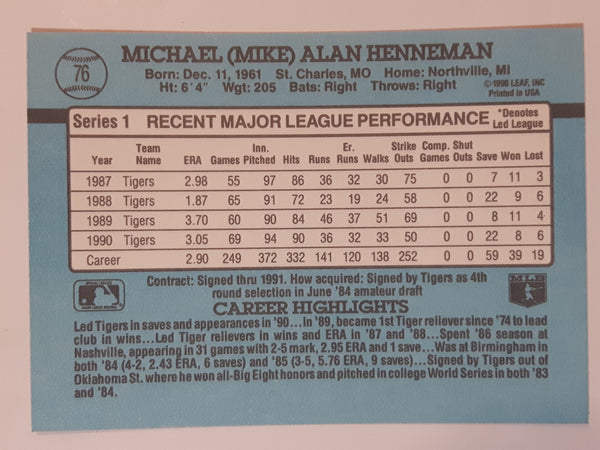 76
MICHAEL (MIKE) ALAN HENNEMAN
Born: Dec. 11, 1961 St. Charles, MO Home: Northville, MI
Ht: 6'4" Wgt: 205 Bats: Right Throws: Right
©1990 LEAF, INC
Printed in USA
Series 1 RECENT MAJOR LEAGUE PERFORMANCE *Denotes Led League
Year Team Name ERA Games Inn. Pitched Hits Runs Er. Runs Walks Strike Outs Comp. Games Shut Outs Save Won Lost
1987 Tigers 2.98 55 97 86 36 32 30 75 0 0 7 11 3
1988 Tigers 1.87 65 91 72 23 19 24 58 0 0 22 9 6
1989 Tigers 3.70 60 90 84 46 37 51 69 0 0 8 11 4
1990 Tigers 3.05 69 94 90 36 32 33 50 0 0 22 8 6
Career 2.90 249 372 332 141 120 138 252 0 0 59 39 19
Contract: Signed thru 1991. How acquired: Signed by Tigers as 4th
round selection in June '84 amateur draft
MLB
CAREER HIGHLIGHTS
Led Tigers in saves and appearances in '90...In '89, became 1st Tiger reliever since '74 to lead
club in wins...Led Tiger relievers in wins and ERA in '87 and '88...Spent '86 season at
Nashville, appearing in 31 games with 2-5 mark, 2.95 ERA and 1 save...Was at Birmingham in
both '84 (4-2, 2.43 ERA, 6 saves)...and '85 (3-5, 5.76 ERA, 9 saves)...Signed by Tigers out of
Oklahoma St. where he won all-Big Eight honors and pitched in college World Series in both '83
and '84.